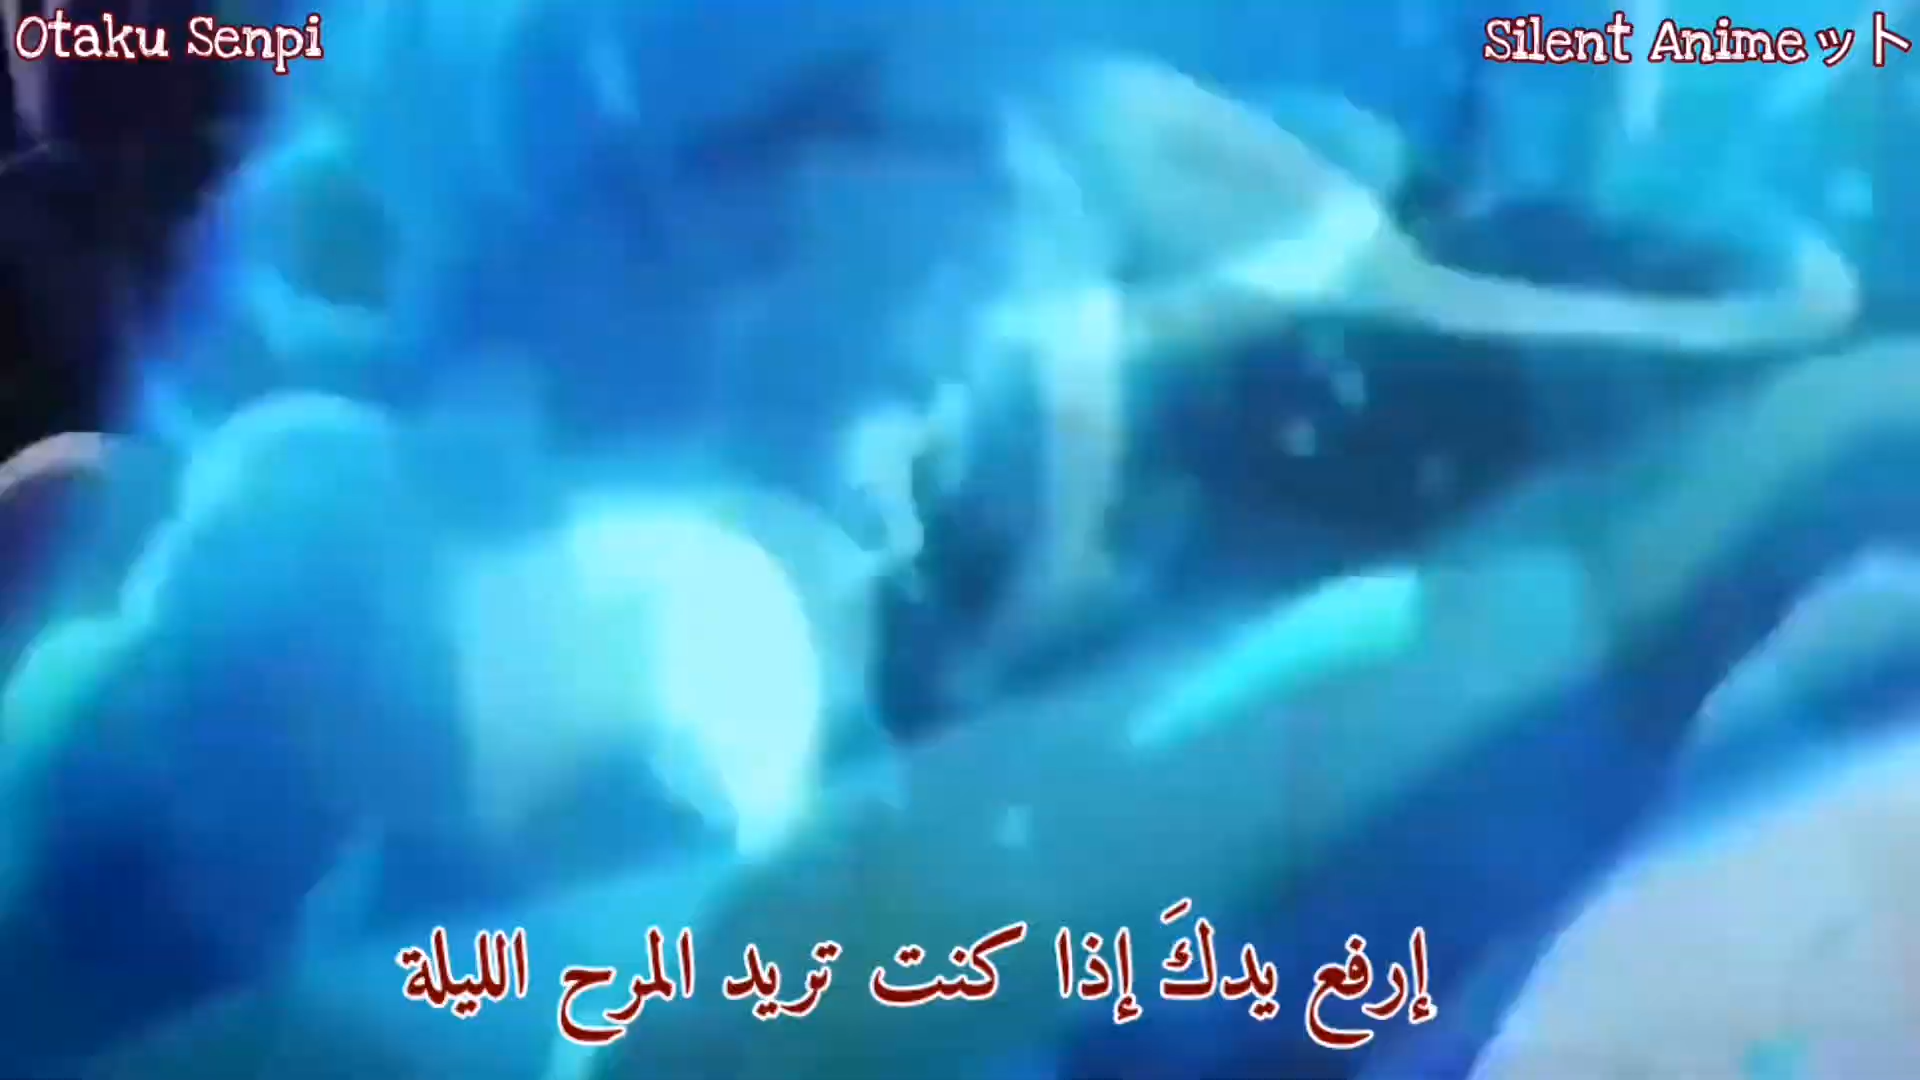 Otaku Senpi
Silent Animeット
إرفع يدكَ إذا كنت تريد المرح الليلة